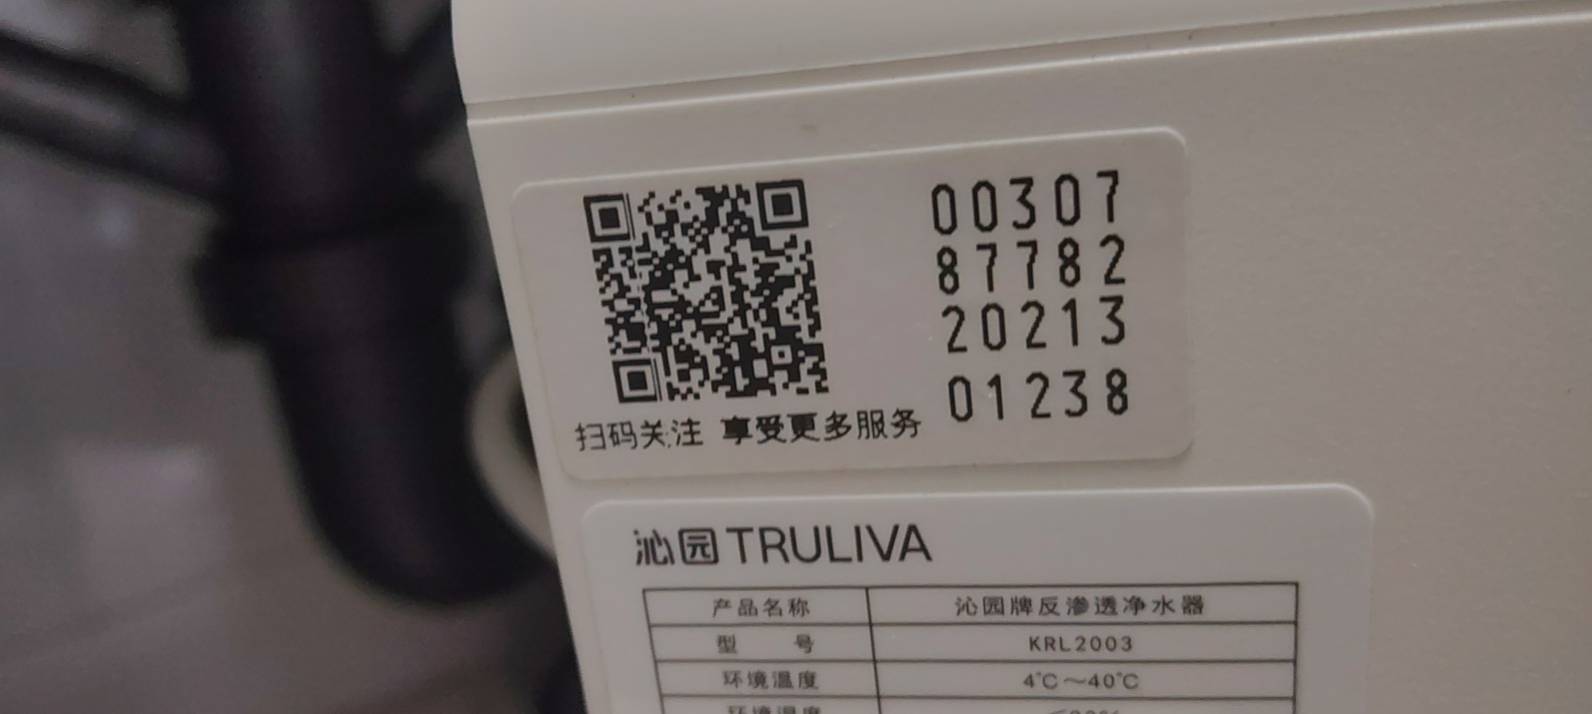 00307
87782
20213
01238
扫码关注 享受更多服务
沁园 TRULIVA
产品名称 沁园牌反渗透净水器
型 号 KRL2003
环境温度 4℃～40℃